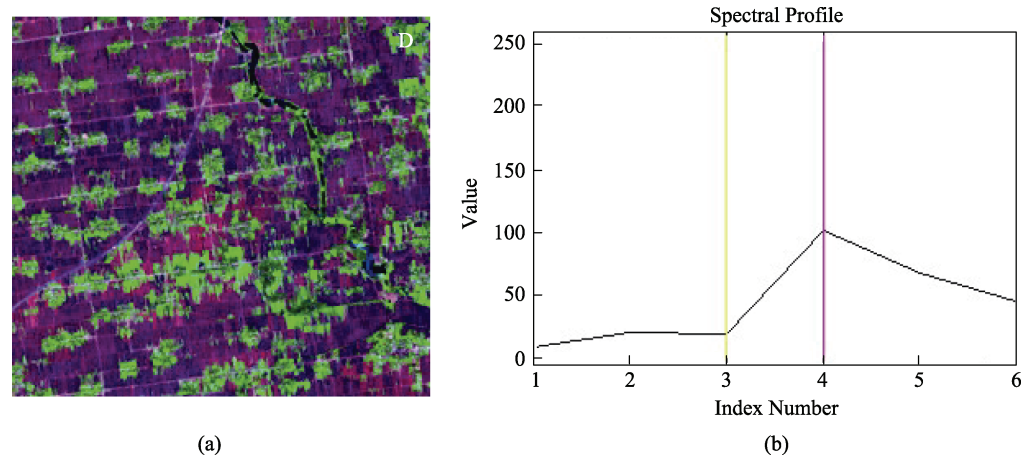 D
Spectral Profile
250
200
150
100
50
0
Value
1 2 3 4 5 6
Index Number
(a)
(b)